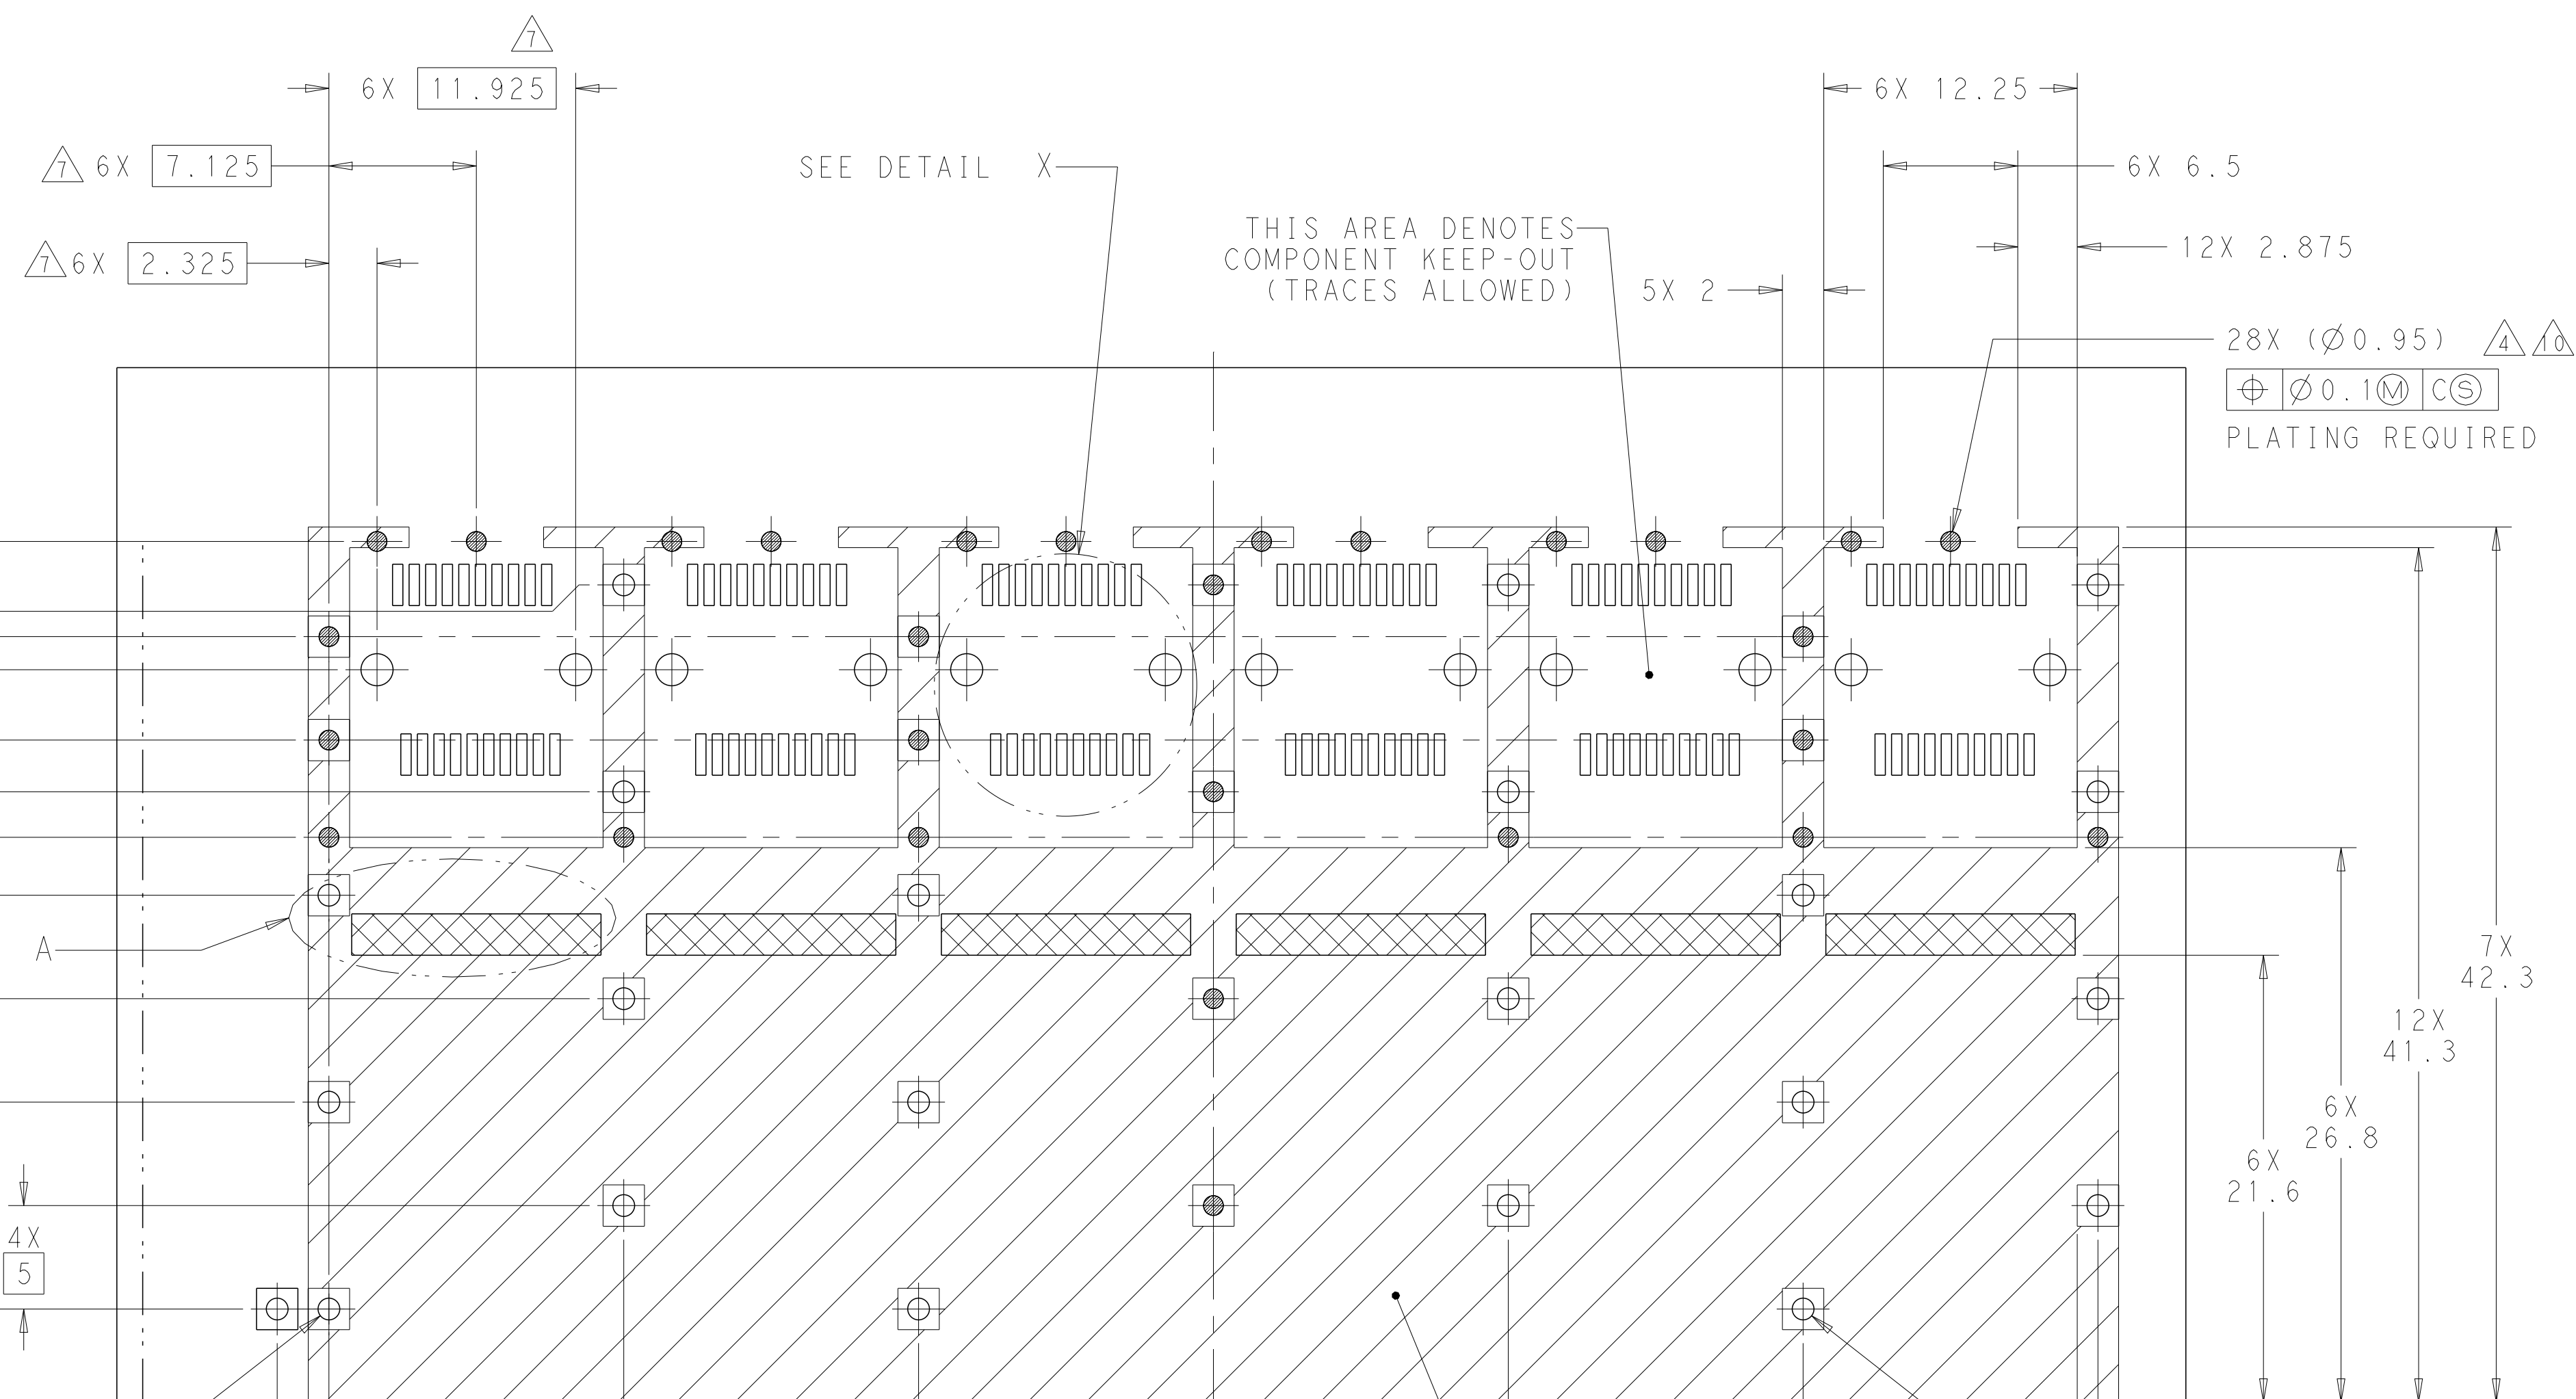 7
6X 11.925
6X 12.25
7 6X 7.125
SEE DETAIL X
6X 6.5
THIS AREA DENOTES
COMPONENT KEEP-OUT
(TRACES ALLOWED)
7 6X 2.325
12X 2.875
5X 2
28X (Ø0.95) 4 10
⌖ Ø0.1Ⓜ CⓈ
PLATING REQUIRED
A
7X
42.3
12X
41.3
6X
26.8
6X
21.6
4X
5